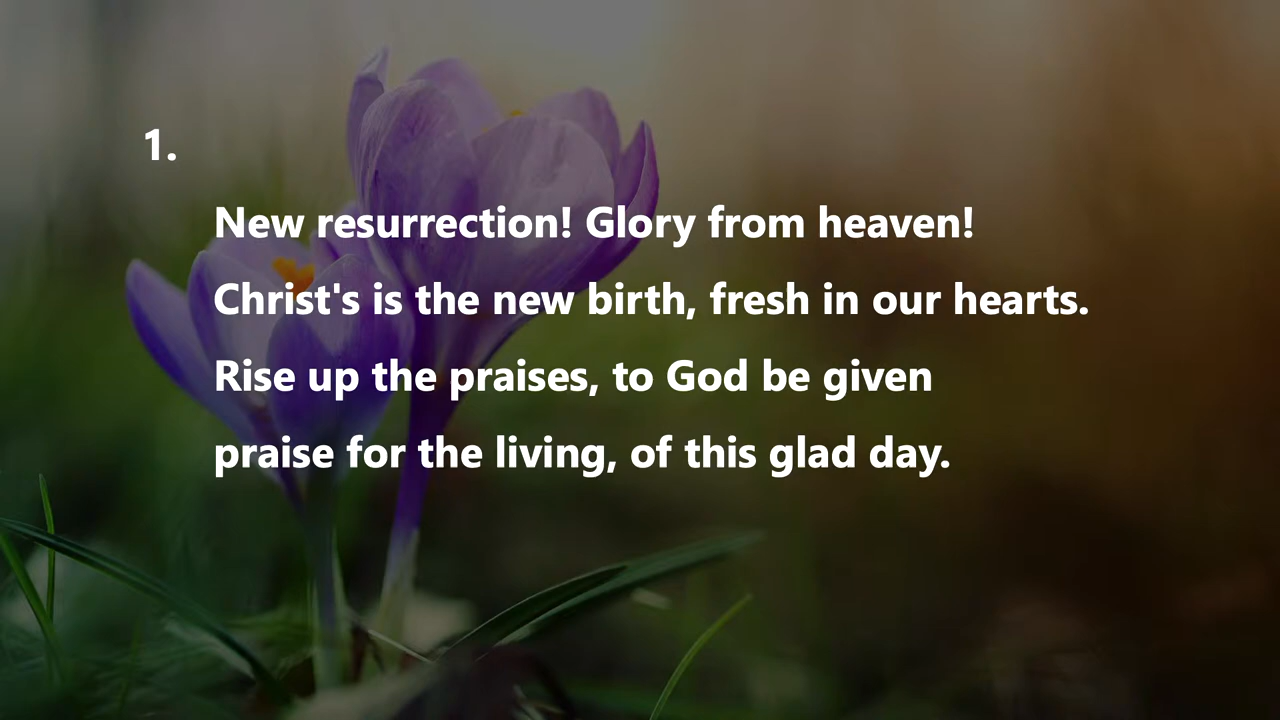 1.
New resurrection! Glory from heaven!
Christ's is the new birth, fresh in our hearts.
Rise up the praises, to God be given
praise for the living, of this glad day.